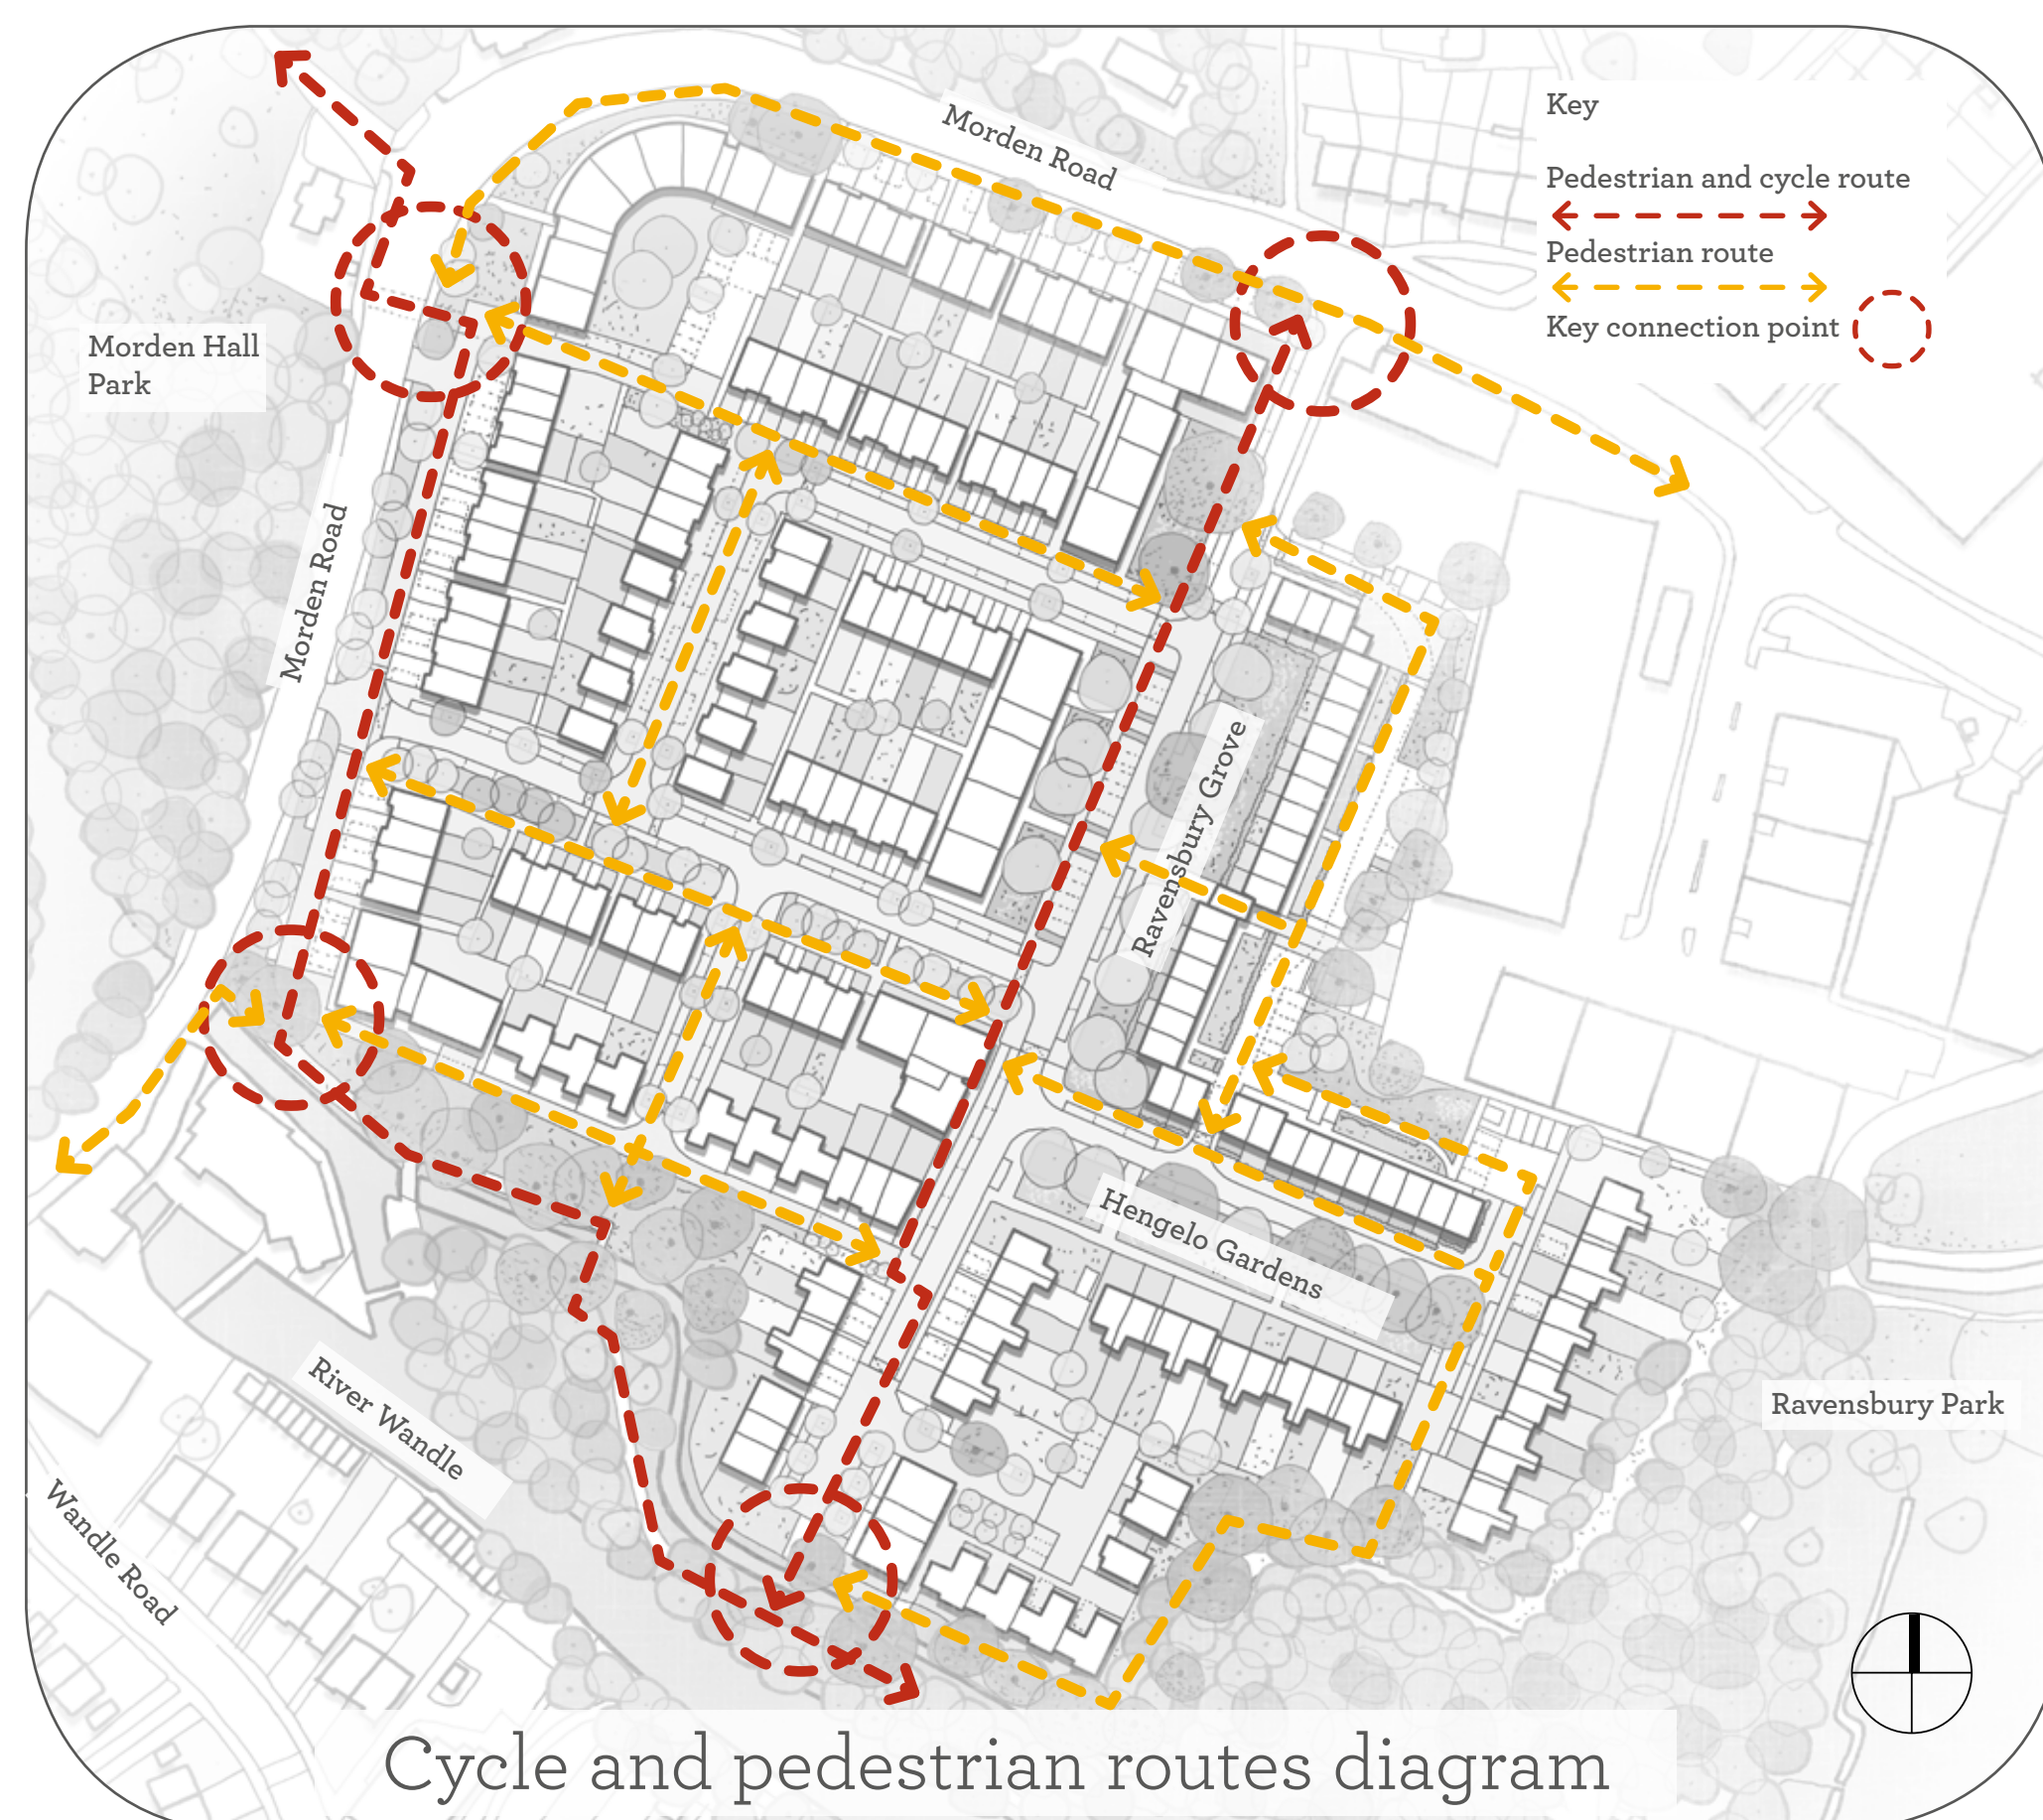 Morden Road
Key
Pedestrian and cycle route
Pedestrian route
Key connection point
Morden Hall
Park
Morden Road
Ravensbury Grove
Hengelo Gardens
River Wandle
Ravensbury Park
Wandle Road
Cycle and pedestrian routes diagram